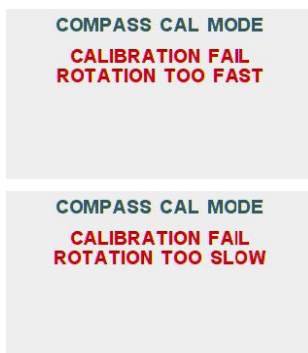 COMPASS CAL MODE
CALIBRATION FAIL
ROTATION TOO FAST
COMPASS CAL MODE
CALIBRATION FAIL
ROTATION TOO SLOW